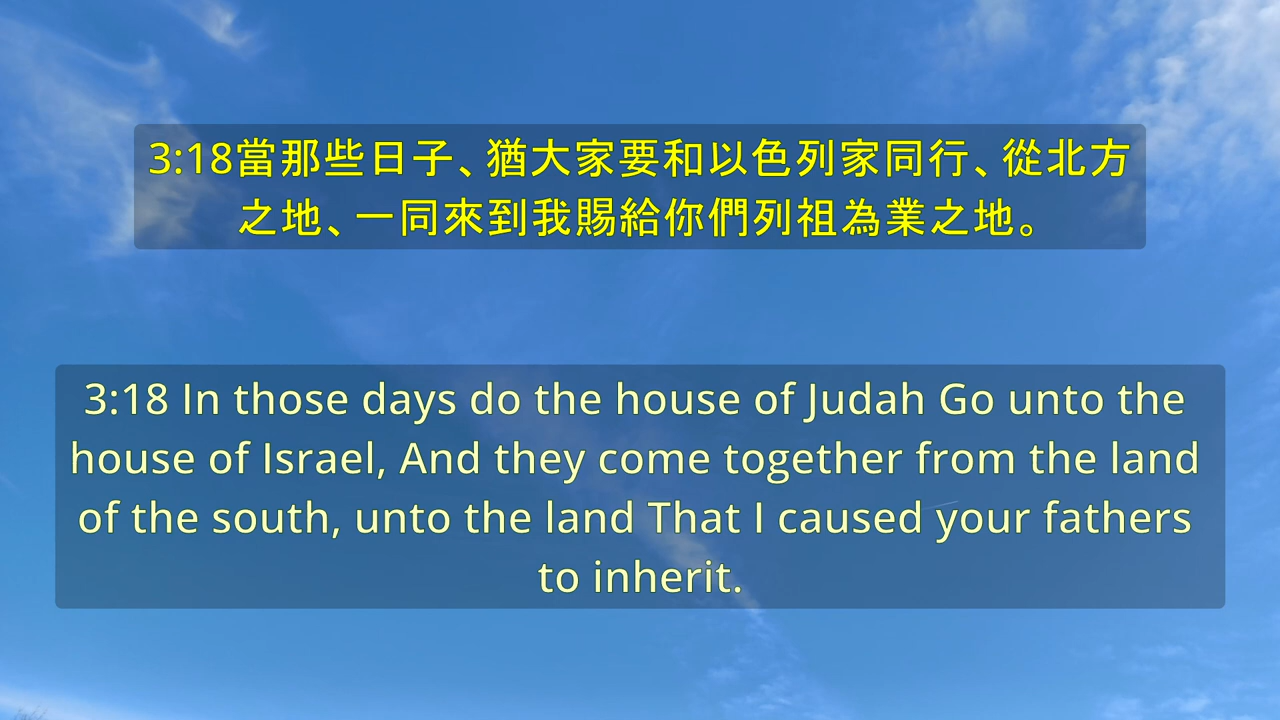 3:18當那些日子、猶大家要和以色列家同行、從北方
之地、一同來到我賜給你們列祖為業之地。
3:18 In those days do the house of Judah Go unto the
house of Israel, And they come together from the land
of the south, unto the land That I caused your fathers
to inherit.